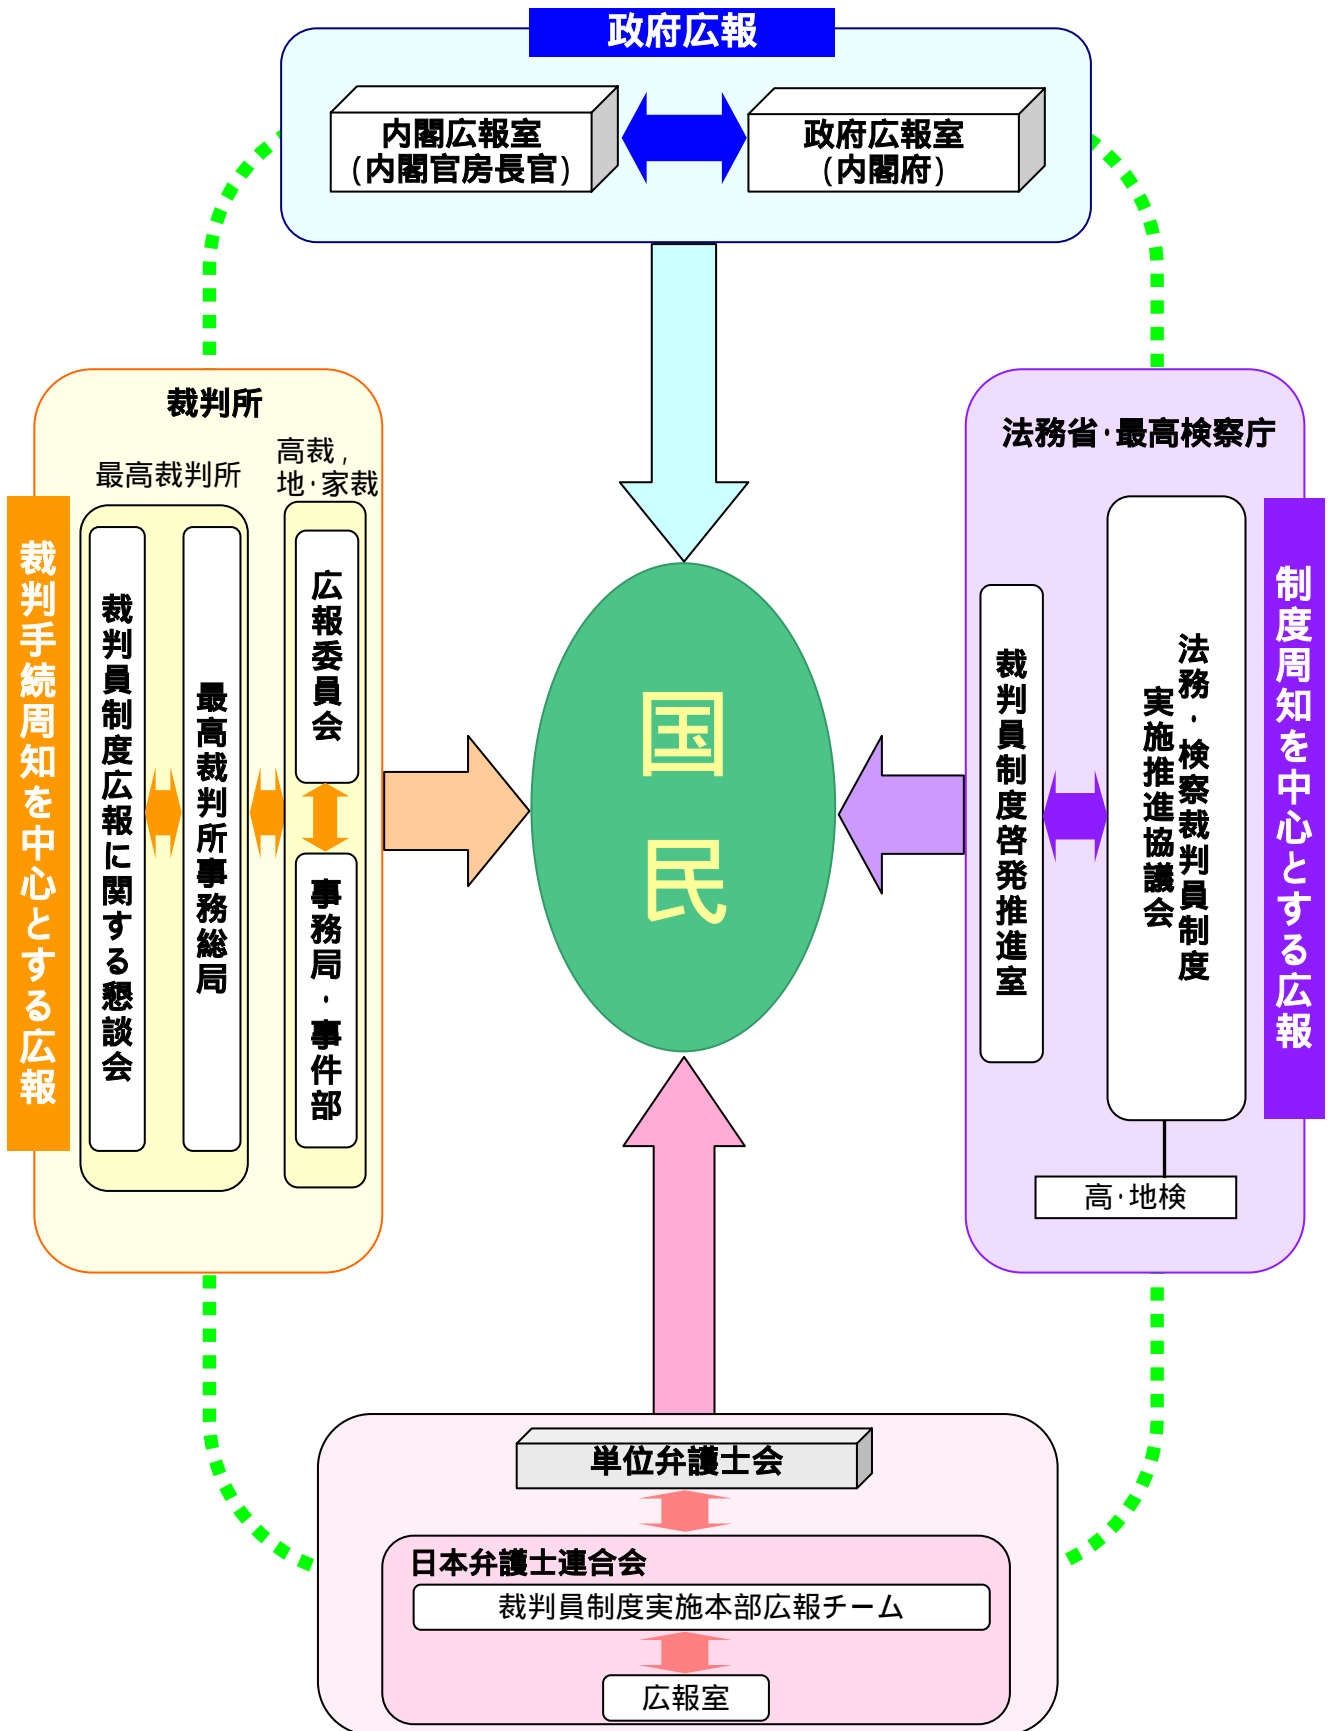 政府広報
内閣広報室
（内閣官房長官）
政府広報室
（内閣府）
裁判所
最高裁判所
高裁，
地・家裁
裁判手続周知を中心とする広報
裁判員制度広報に関する懇談会
最高裁判所事務総局
広報委員会
事務局・事件部
国
民
法務省・最高検察庁
裁判員制度啓発推進室
法務・検察裁判員制度
実施推進協議会
制度周知を中心とする広報
高・地検
単位弁護士会
日本弁護士連合会
裁判員制度実施本部広報チーム
広報室